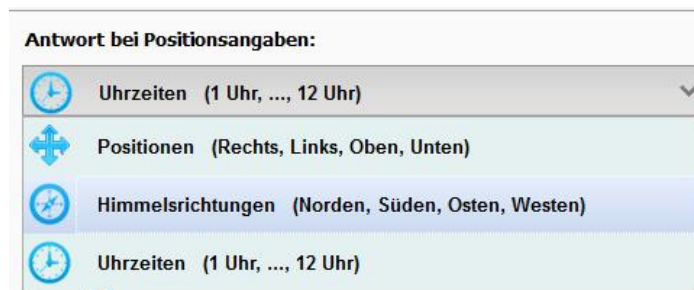 Antwort bei Positionsangaben:
Uhrzeiten (1 Uhr, ..., 12 Uhr)
Positionen (Rechts, Links, Oben, Unten)
Himmelsrichtungen (Norden, Süden, Osten, Westen)
Uhrzeiten (1 Uhr, ..., 12 Uhr)